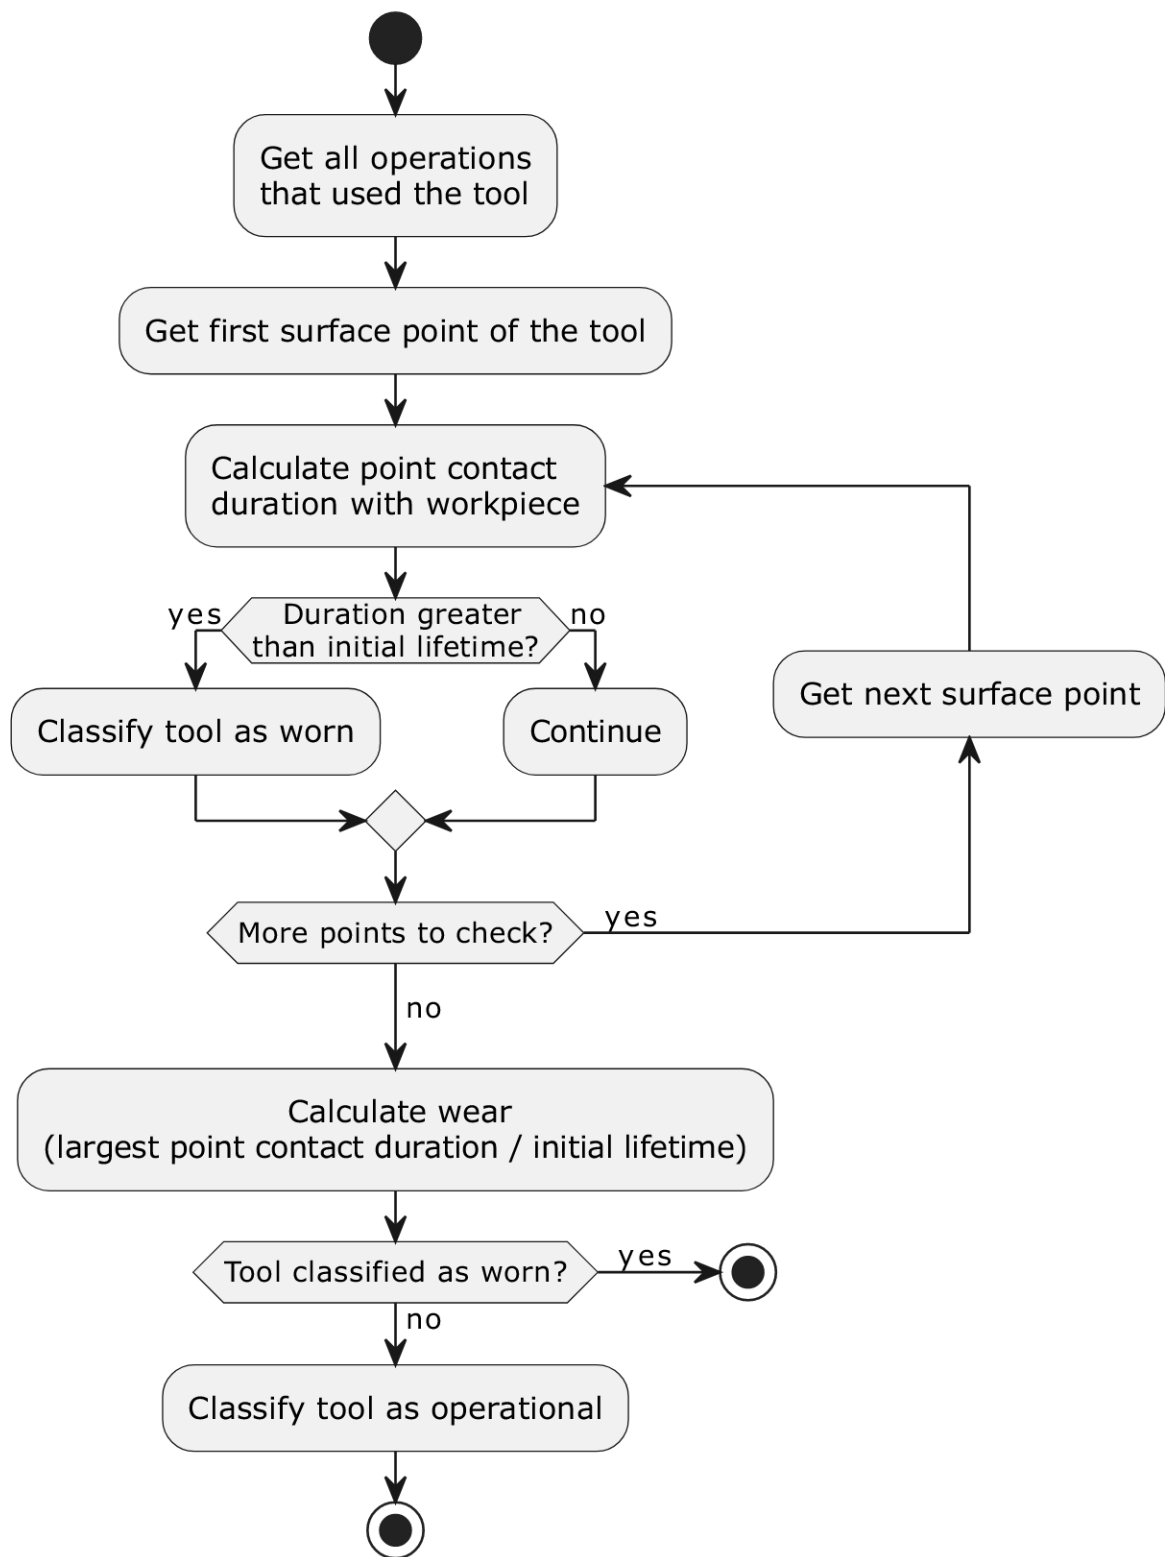 Get all operations
that used the tool
Get first surface point of the tool
Calculate point contact
duration with workpiece
yes
Duration greater
than initial lifetime?
no
Classify tool as worn
Continue
Get next surface point
More points to check?
yes
no
Calculate wear
(largest point contact duration / initial lifetime)
Tool classified as worn?
yes
no
Classify tool as operational